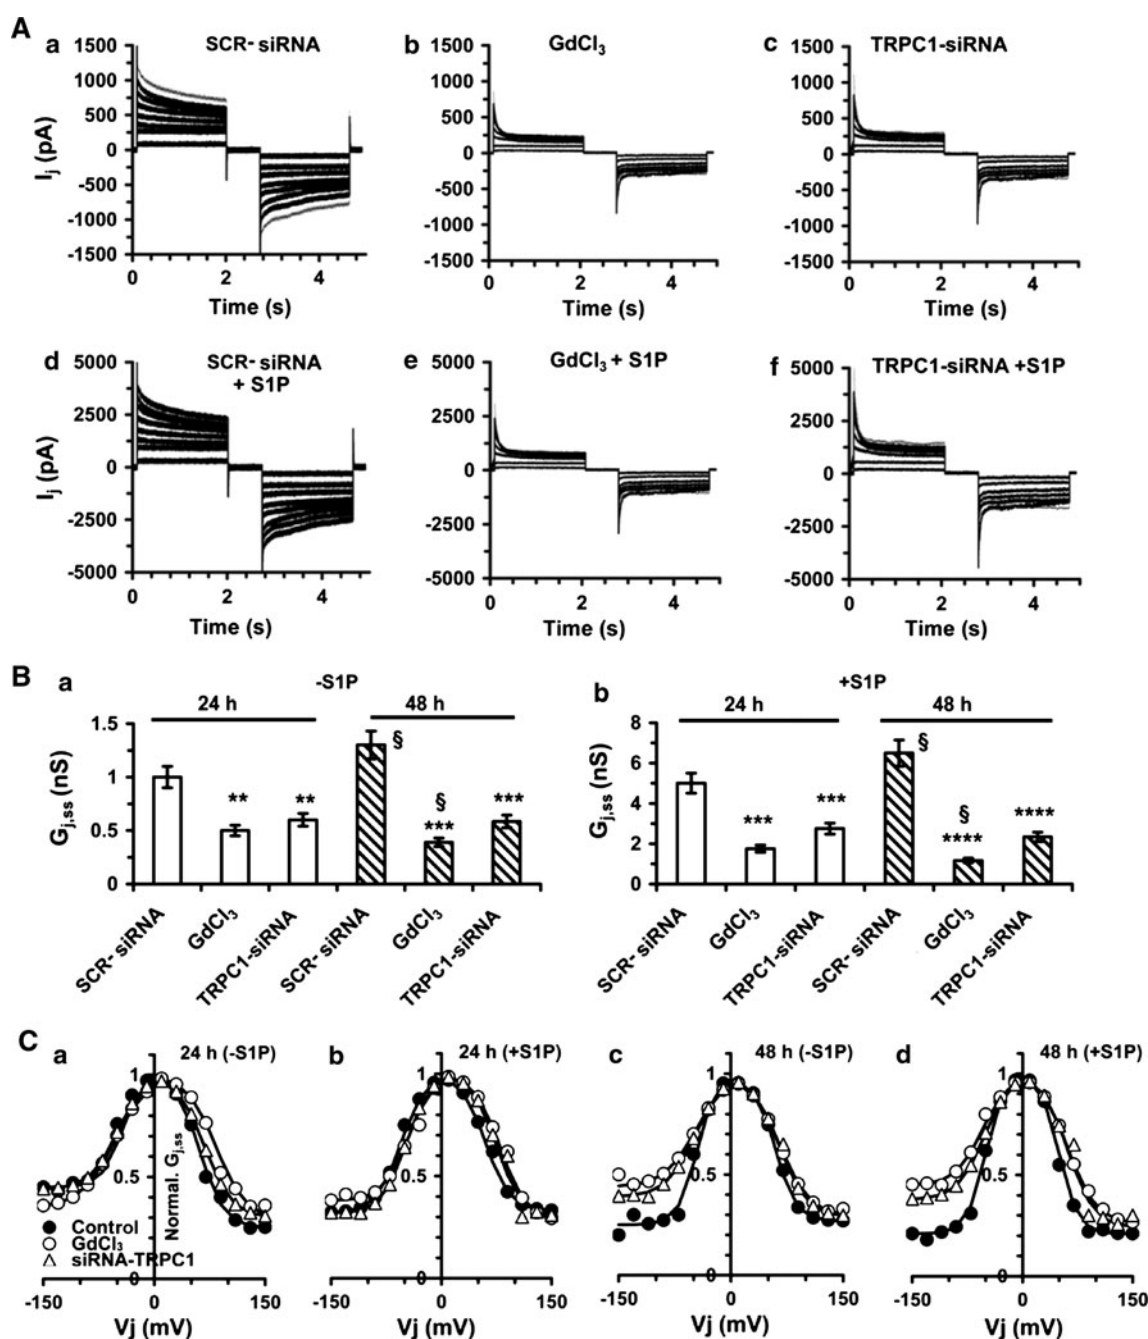 A
a SCR- siRNA
b GdCl3
c TRPC1-siRNA
1500
1000
500
0
-500
-1000
-1500
Ij (pA)
0 2 4
Time (s)
1500
1000
500
0
-500
-1000
-1500
0 2 4
Time (s)
1500
1000
500
0
-500
-1000
-1500
0 2 4
Time (s)
d SCR- siRNA
+ S1P
e GdCl3 + S1P
f TRPC1-siRNA +S1P
5000
2500
0
-2500
-5000
Ij (pA)
0 2 4
Time (s)
5000
2500
0
-2500
-5000
0 2 4
Time (s)
5000
2500
0
-2500
-5000
0 2 4
Time (s)
B
a -S1P
24 h 48 h
1.5
1
0.5
0
Gj,ss (nS)
** ** § § *** ***
SCR- siRNA
GdCl3
TRPC1-siRNA
SCR- siRNA
GdCl3
TRPC1-siRNA
b +S1P
24 h 48 h
8
6
4
2
0
Gj,ss (nS)
*** *** § § **** ****
SCR- siRNA
GdCl3
TRPC1-siRNA
SCR- siRNA
GdCl3
TRPC1-siRNA
C
a 24 h (-S1P)
1
0.5
0
Normal. Gj,ss
Control
GdCl3
siRNA-TRPC1
-150 0 150
Vj (mV)
b 24 h (+S1P)
1
0.5
0
0 150
Vj (mV)
c 48 h (-S1P)
1
0.5
0
-150 0 150
Vj (mV)
d 48 h (+S1P)
1
0.5
0
-150 0 150
Vj (mV)